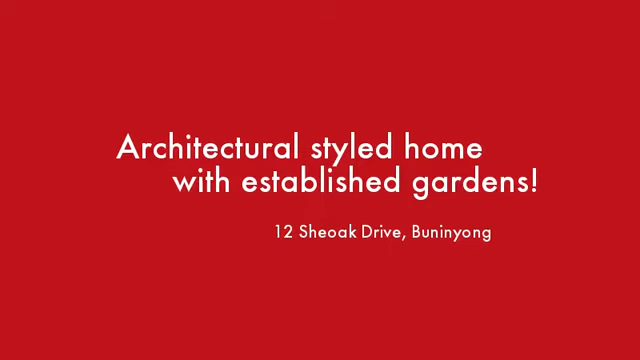 Architectural styled home
with established gardens!
12 Sheoak Drive, Buninyong